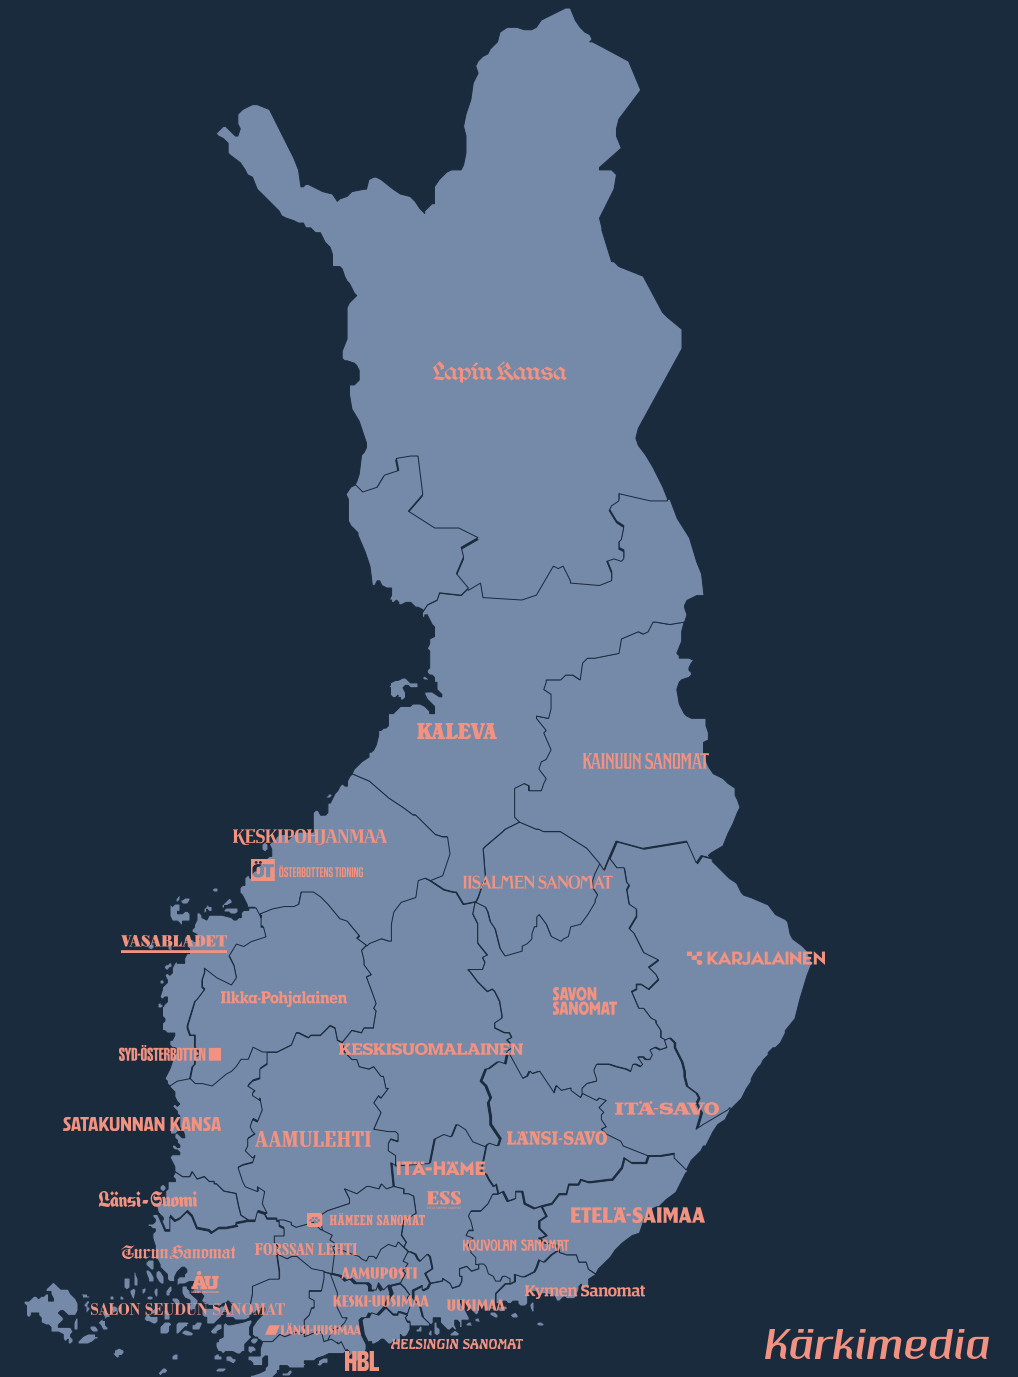 Lapin Kansa
KALEVA
KAINUUN SANOMAT
KESKIPOHJANMAA
ÖT ÖSTERBOTTENS TIDNING
IISALMEN SANOMAT
VASABLADET
KARJALAINEN
Ilkka-Pohjalainen
SAVON
SANOMAT
SYD-ÖSTERBOTTEN
KESKISUOMALAINEN
ITÄ-SAVO
SATAKUNNAN KANSA
AAMULEHTI
LÄNSI-SAVO
ITÄ-HÄME
Länsi-Suomi
ESS
ETELÄ-SAIMAA
HÄMEEN SANOMAT
Turun Sanomat
FORSSAN LEHTI
KOUVOLAN SANOMAT
AAMUPOSTI
ÅU
Kymen Sanomat
SALON SEUDUN SANOMAT
KESKI-UUSIMAA
UUSIMAA
LÄNSI-UUSIMAA
HELSINGIN SANOMAT
HBL
Kärkimedia